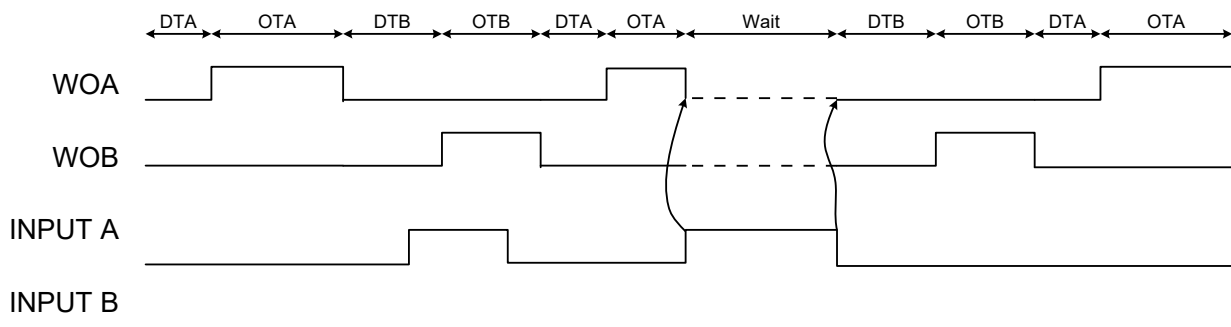 DTA OTA DTB OTB DTA OTA Wait DTB OTB DTA OTA
WOA
WOB
INPUT A
INPUT B